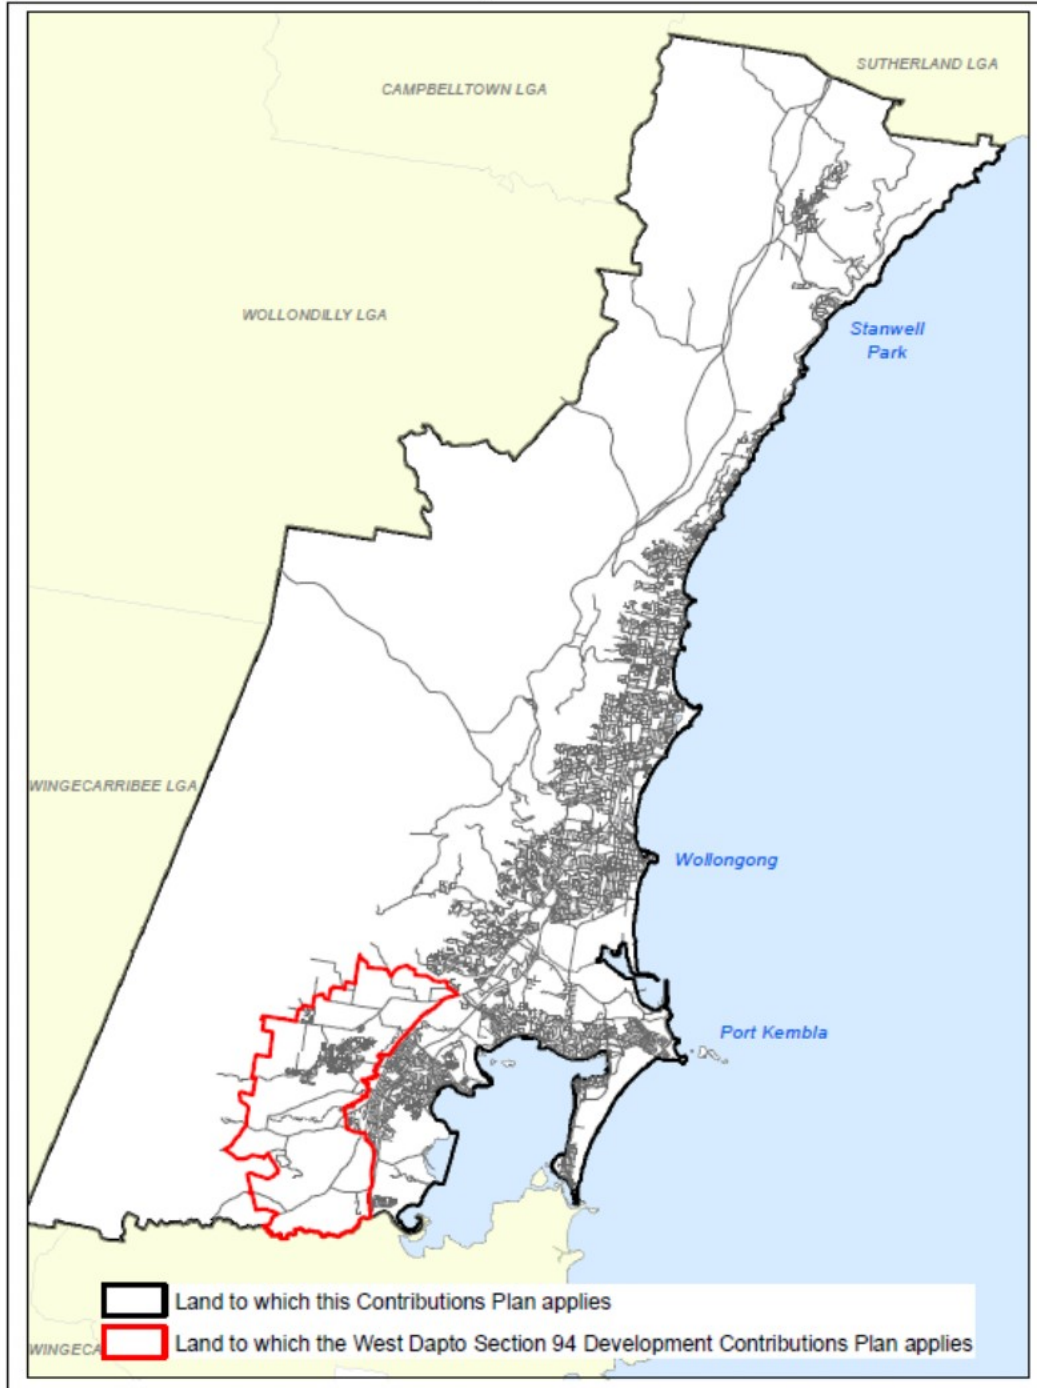 SUTHERLAND LGA
CAMPBELLTOWN LGA
WOLLONDILLY LGA
Stanwell
Park
WINGECARRIBEE LGA
Wollongong
Port Kembla
Land to which this Contributions Plan applies
Land to which the West Dapto Section 94 Development Contributions Plan applies
WINGECA